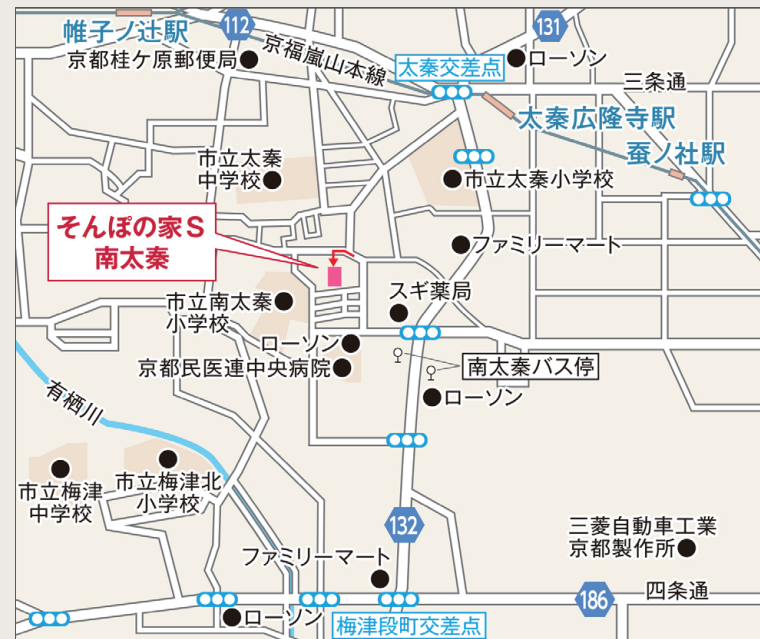 帷子ノ辻駅
112
131
京都桂ケ原郵便局
京福嵐山本線
太秦交差点
ローソン
三条通
太秦広隆寺駅
蚕ノ社駅
市立太秦
中学校
市立太秦小学校
そんぽの家S
南太秦
ファミリーマート
スギ薬局
市立南太秦
小学校
ローソン
京都民医連中央病院
南太秦バス停
ローソン
有栖川
市立梅津
中学校
市立梅津北
小学校
132
三菱自動車工業
京都製作所
ファミリーマート
186
四条通
ローソン
梅津段町交差点